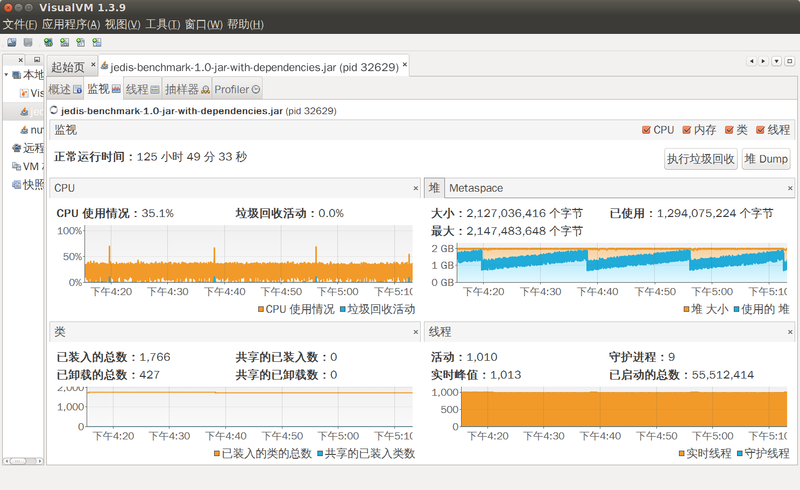 VisualVM 1.3.9
文件(F) 应用程序(A) 视图(V) 工具(T) 窗口(W) 帮助(H)
起始页 × jedis-benchmark-1.0-jar-with-dependencies.jar (pid 32629) ×
本地
Vis
jed
nu
远程
VM
快照
概述 监视 线程 抽样器 Profiler
jedis-benchmark-1.0-jar-with-dependencies.jar (pid 32629)
监视 CPU 内存 类 线程
正常运行时间：125 小时 49 分 33 秒 执行垃圾回收 堆 Dump
CPU ×
CPU 使用情况：35.1% 垃圾回收活动：0.0%
100%
50%
0%
下午4:20 下午4:30 下午4:40 下午4:50 下午5:00 下午5:10
CPU 使用情况 垃圾回收活动
堆 Metaspace ×
大小：2,127,036,416 个字节 已使用：1,294,075,224 个字节
最大：2,147,483,648 个字节
2 GB
1 GB
0 GB
下午4:20 下午4:30 下午4:40 下午4:50 下午5:00 下午5:1
堆 大小 使用的 堆
类 ×
已装入的总数：1,766 共享的已装入数：0
已卸载的总数：427 共享的已卸载数：0
2,000
1,000
0
下午4:20 下午4:30 下午4:40 下午4:50 下午5:00 下午5:10
已装入的类的总数 共享的已装入类数
线程 ×
活动：1,010 守护进程：9
实时峰值：1,013 已启动的总数：55,512,414
1,000
500
0
下午4:20 下午4:30 下午4:40 下午4:50 下午5:00 下午5:1
实时线程 守护线程